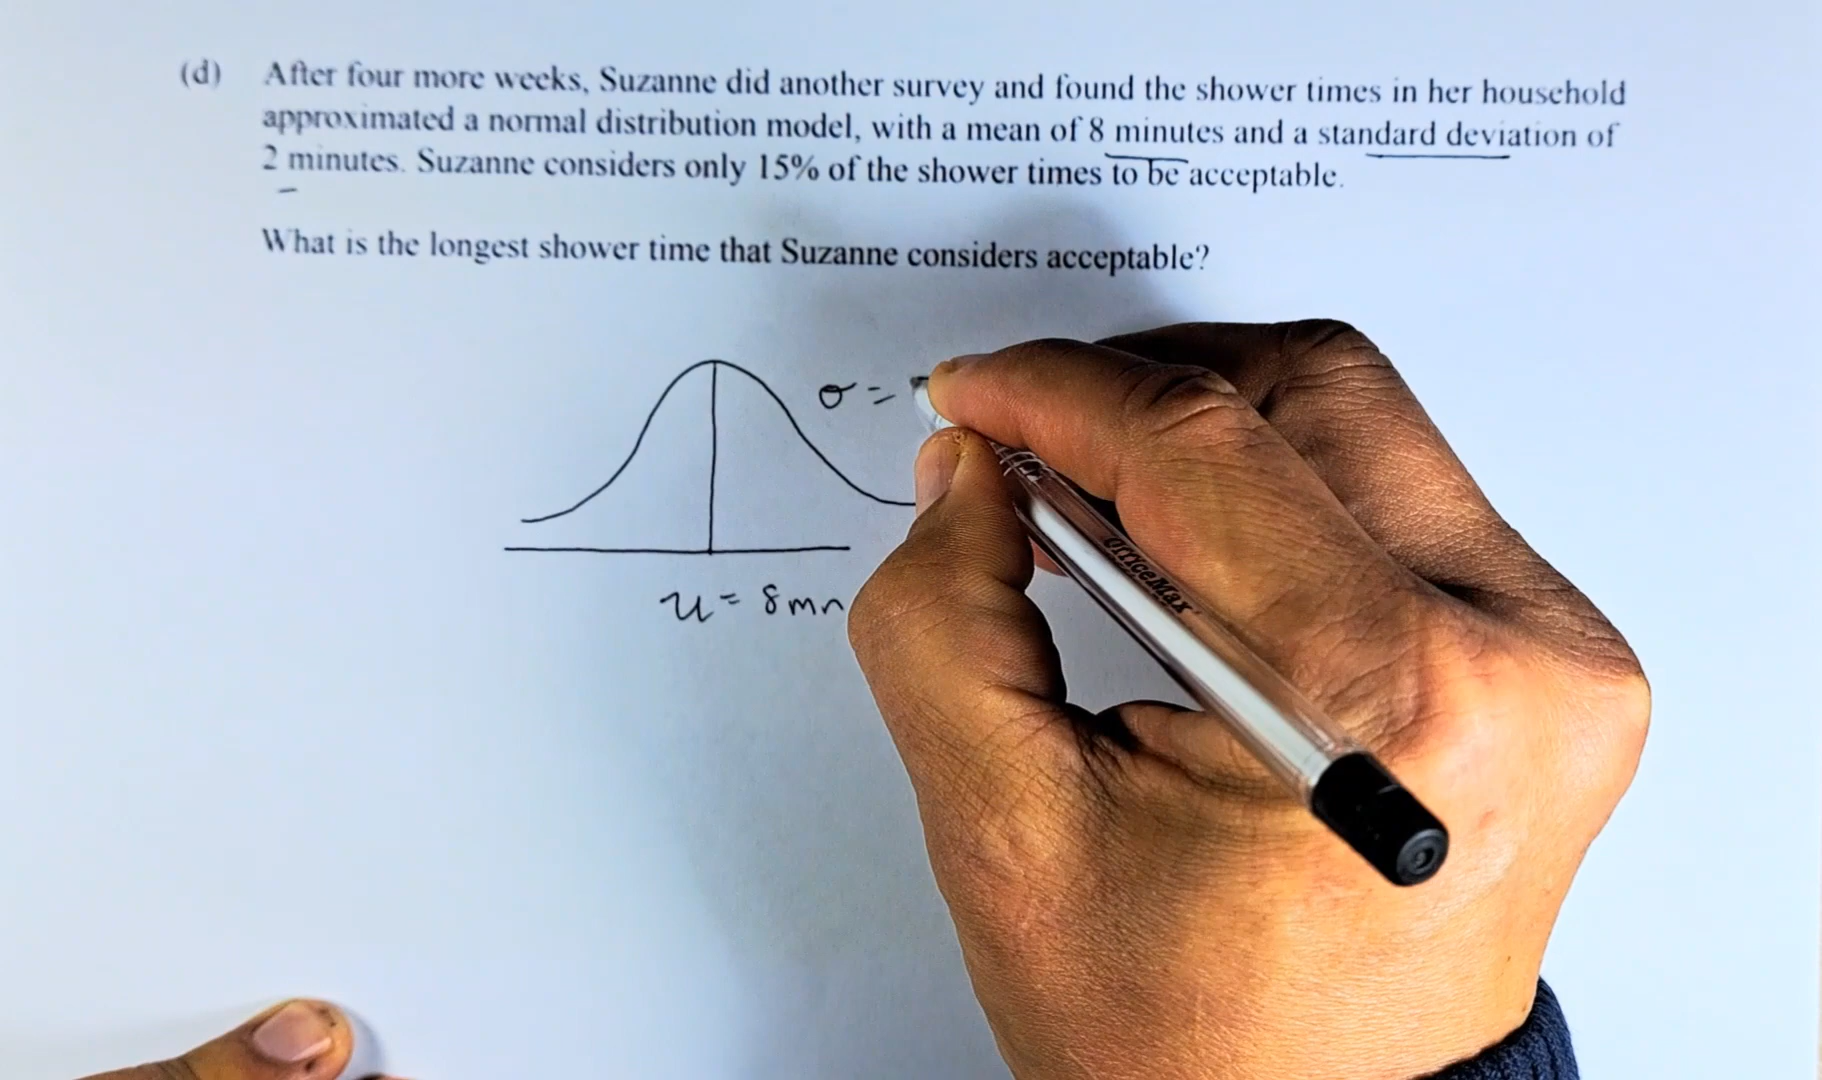 (d) After four more weeks, Suzanne did another survey and found the shower times in her household
approximated a normal distribution model, with a mean of 8 minutes and a standard deviation of
2 minutes. Suzanne considers only 15% of the shower times to be acceptable.
What is the longest shower time that Suzanne considers acceptable?
σ =
u = 8mn
OfficeMax